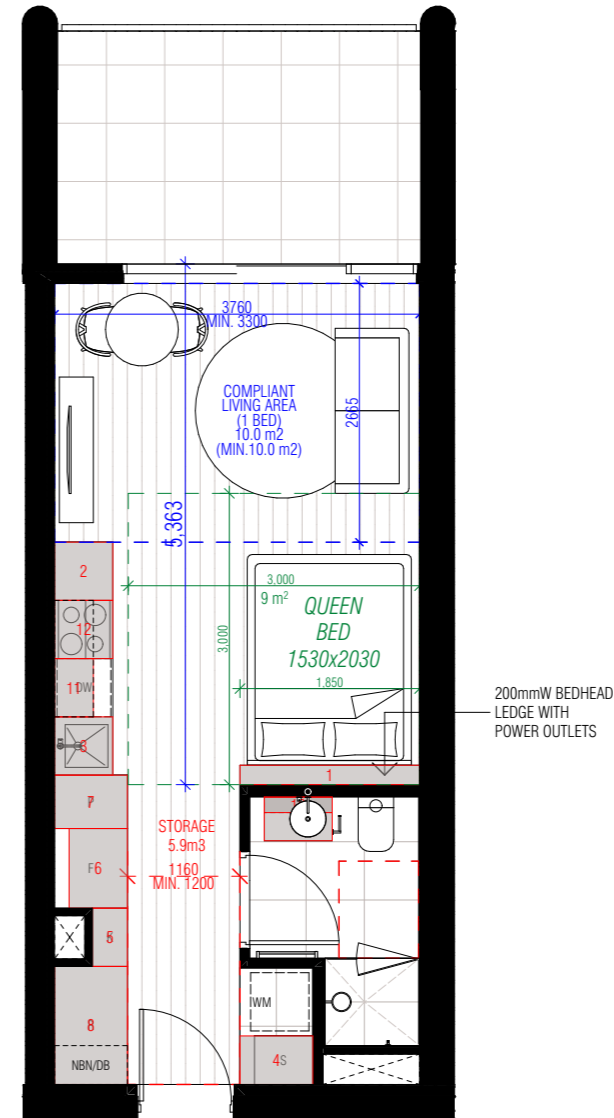 3760
MIN. 3300
COMPLIANT
LIVING AREA
(1 BED)
10.0 m2
(MIN.10.0 m2)
2665
5,363
2
3,000
9 m²
QUEEN
BED
1530x2030
3,000
1,850
12
11
DW
3
200mmW BEDHEAD
LEDGE WITH
POWER OUTLETS
1
7
STORAGE
5.9m3
1160
MIN. 1200
F
6
X
5
8
WM
4
S
NBN/DB